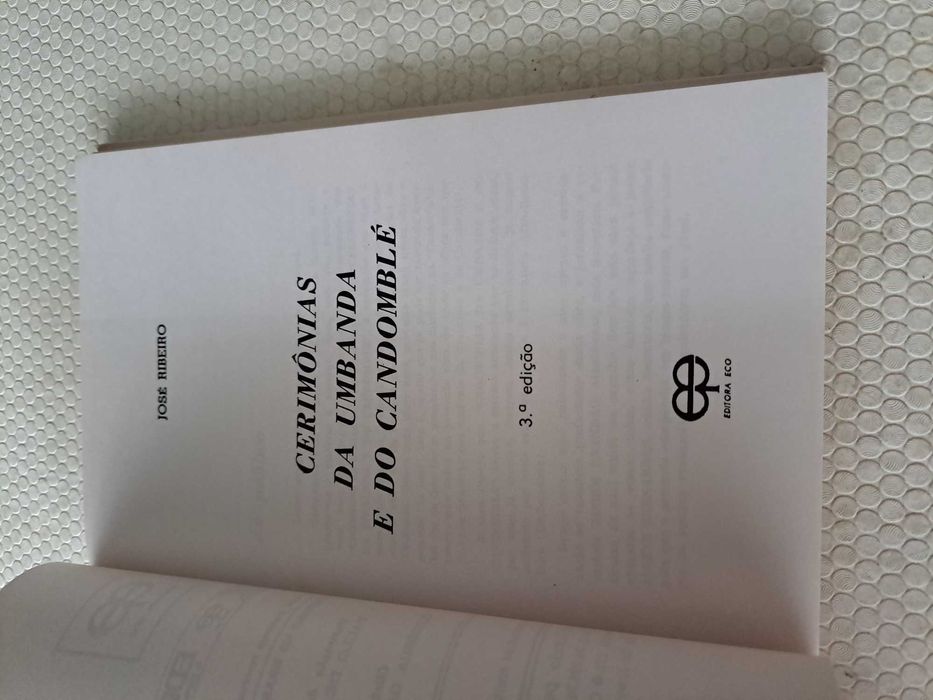 JOSÉ RIBEIRO
CERIMÔNIAS
DA UMBANDA
E DO CANDOMBLÉ
3.ª edição
EDITORA ECO